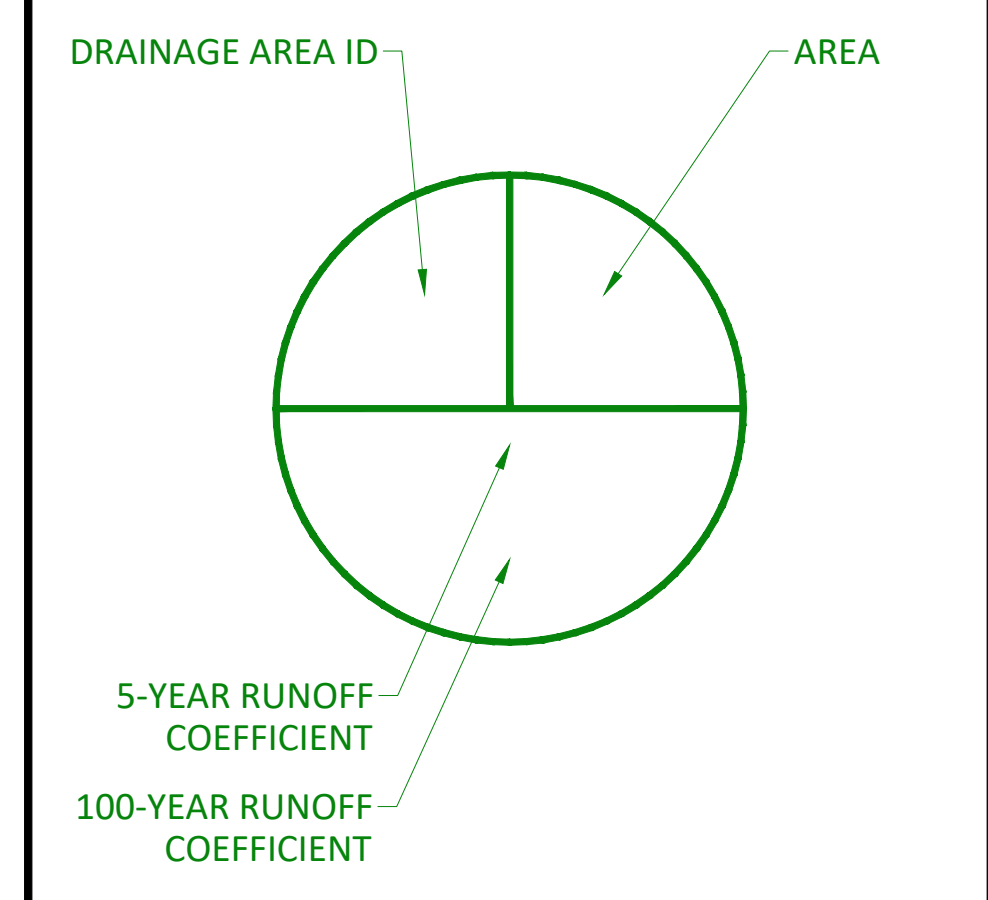 DRAINAGE AREA ID
AREA
5-YEAR RUNOFF
COEFFICIENT
100-YEAR RUNOFF
COEFFICIENT